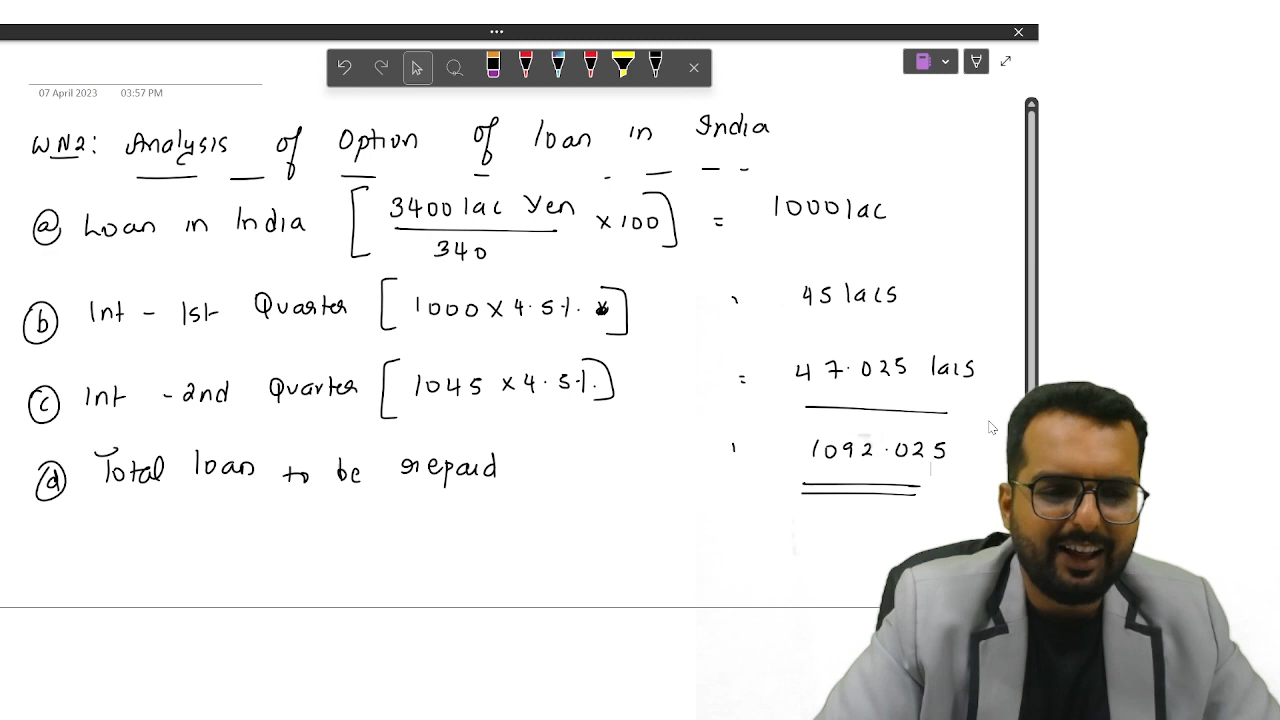 07 April 2023 03:57 PM
WN2: Analysis of Option of loan in India
(a) Loan in India [3400 lac Yen / 340 × 100] = 1000 lac
(b) Int - 1st Quarter [1000 × 4.5%.] = 45 lacs
(c) Int - 2nd Quarter [1045 × 4.5%.] = 47.025 lacs
(d) Total loan to be repaid = 1092.025